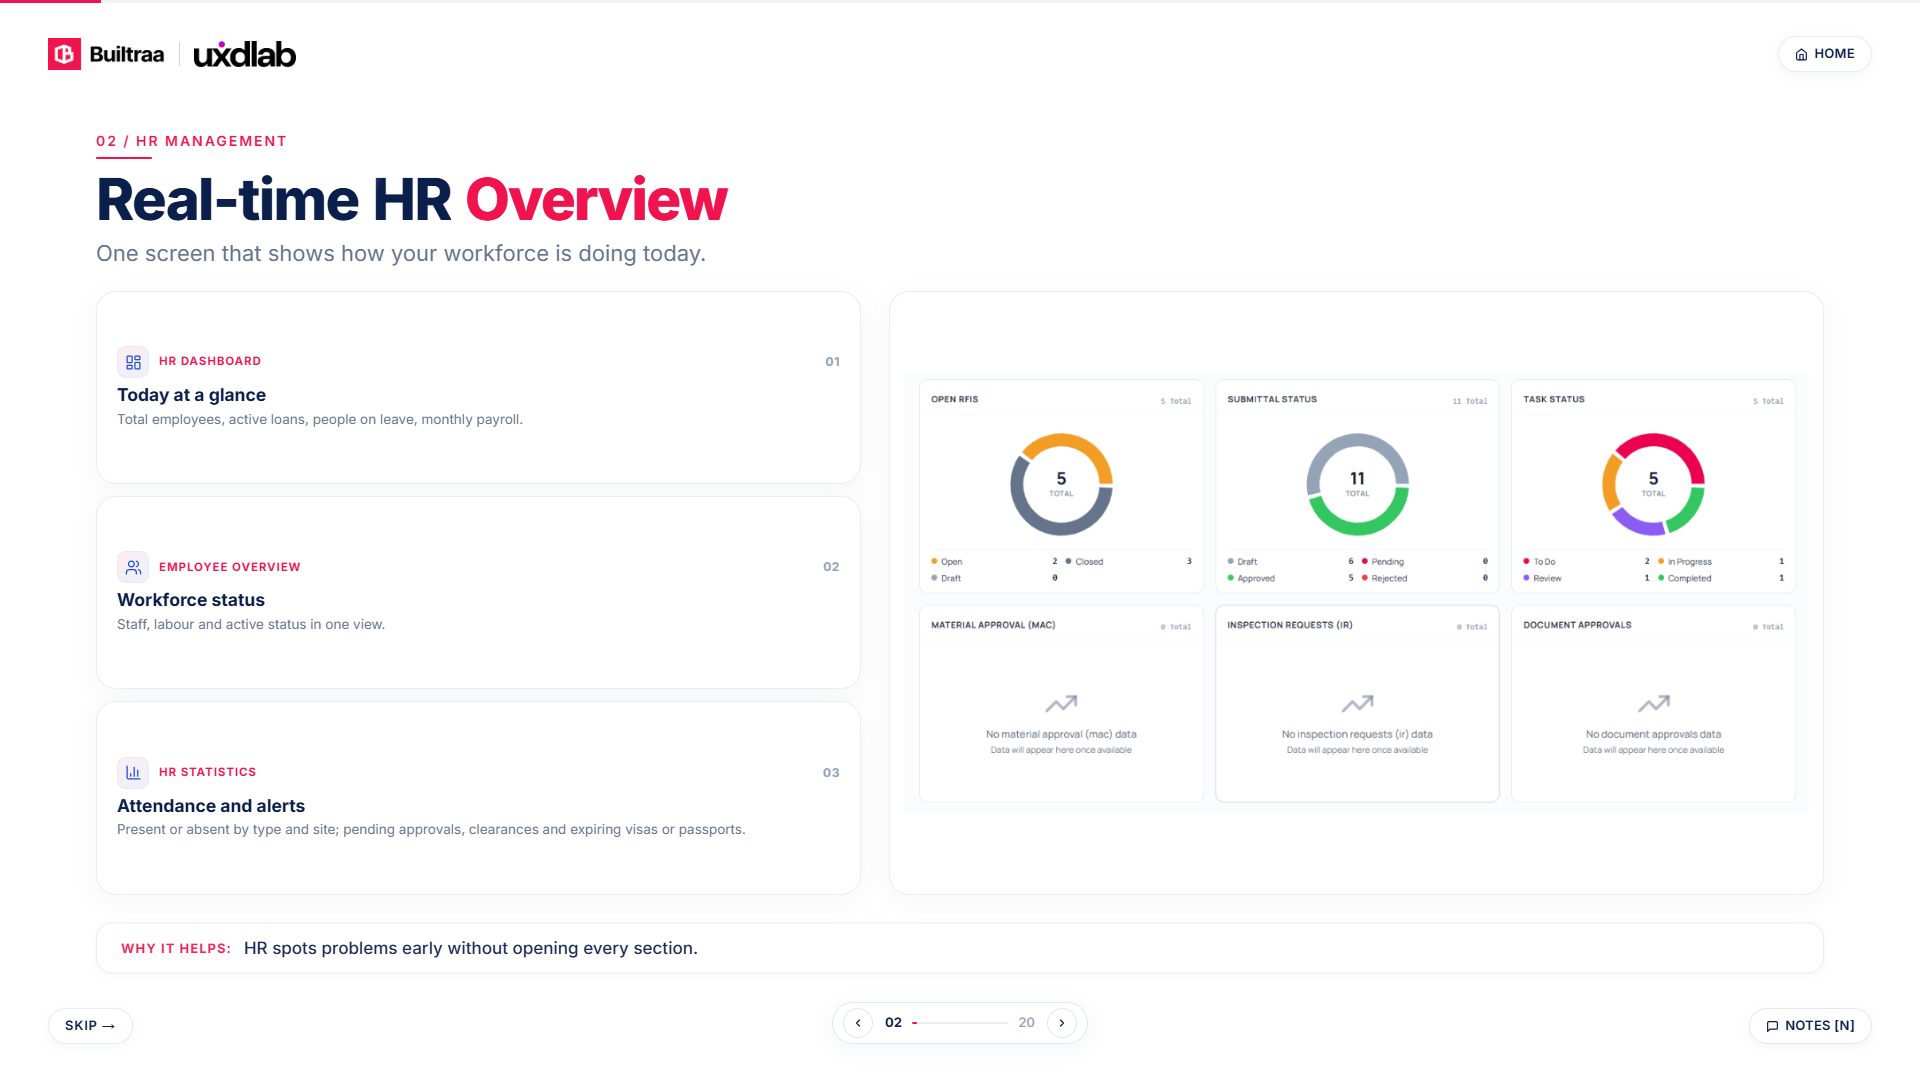 Builtraa
uxdlab
HOME
02 / HR MANAGEMENT
Real-time HR Overview
One screen that shows how your workforce is doing today.
HR DASHBOARD
01
Today at a glance
Total employees, active loans, people on leave, monthly payroll.
EMPLOYEE OVERVIEW
02
Workforce status
Staff, labour and active status in one view.
HR STATISTICS
03
Attendance and alerts
Present or absent by type and site; pending approvals, clearances and expiring visas or passports.
OPEN RFIS
5 Total
5
TOTAL
Open 2 Closed 3
Draft 0
SUBMITTAL STATUS
11 Total
11
TOTAL
Draft 6 Pending 0
Approved 5 Rejected 0
TASK STATUS
5 Total
5
TOTAL
To Do 2 In Progress 1
Review 1 Completed 1
MATERIAL APPROVAL (MAC)
0 Total
No material approval (mac) data
Data will appear here once available
INSPECTION REQUESTS (IR)
0 Total
No inspection requests (ir) data
Data will appear here once available
DOCUMENT APPROVALS
0 Total
No document approvals data
Data will appear here once available
WHY IT HELPS: HR spots problems early without opening every section.
SKIP →
02
20
NOTES [N]